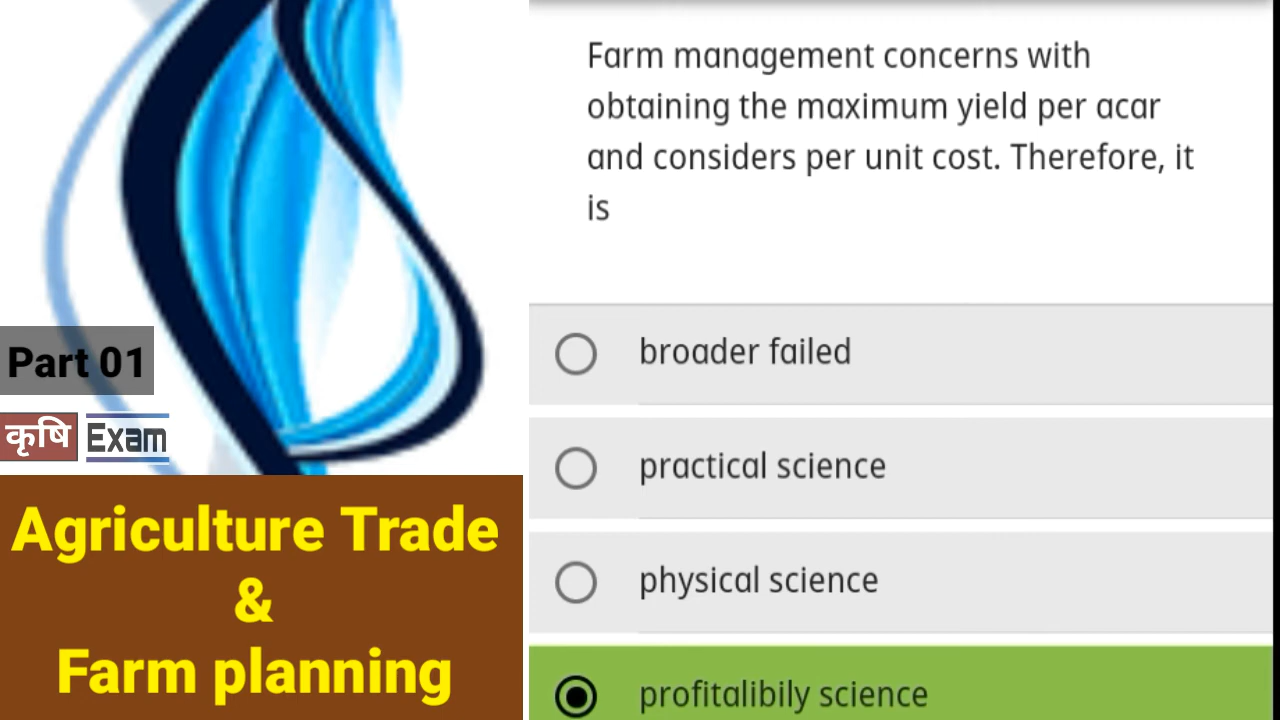 Part 01
कृषि Exam
Agriculture Trade
&
Farm planning
Farm management concerns with
obtaining the maximum yield per acar
and considers per unit cost. Therefore, it
is
broader failed
practical science
physical science
profitalibily science